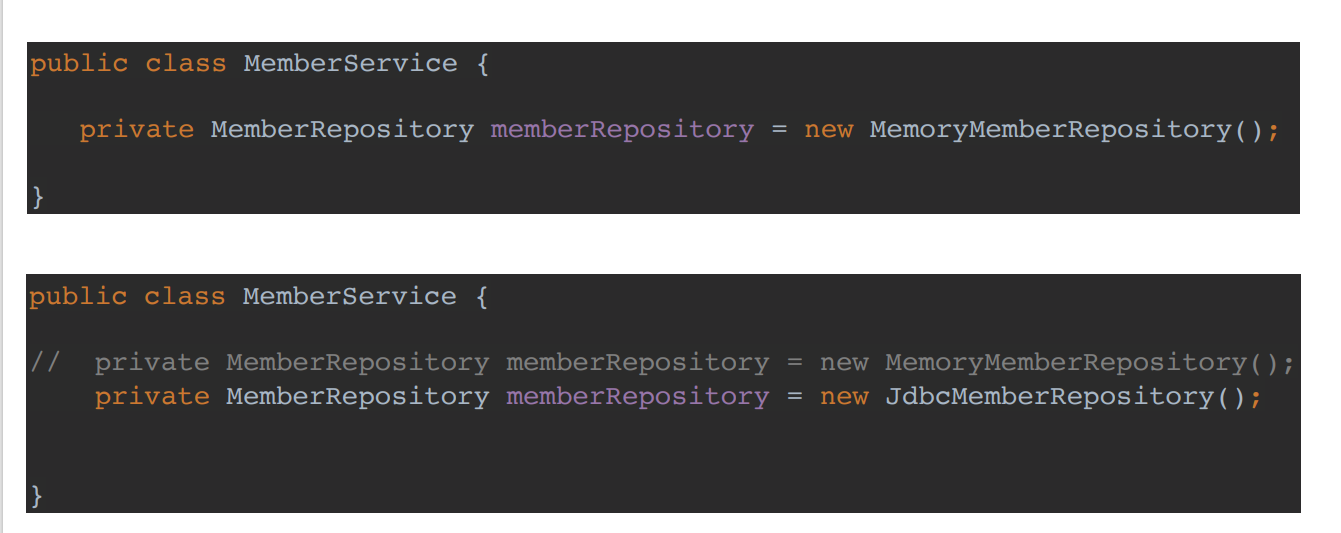 public class MemberService {
private MemberRepository memberRepository = new MemoryMemberRepository();
}
public class MemberService {
// private MemberRepository memberRepository = new MemoryMemberRepository();
private MemberRepository memberRepository = new JdbcMemberRepository();
}